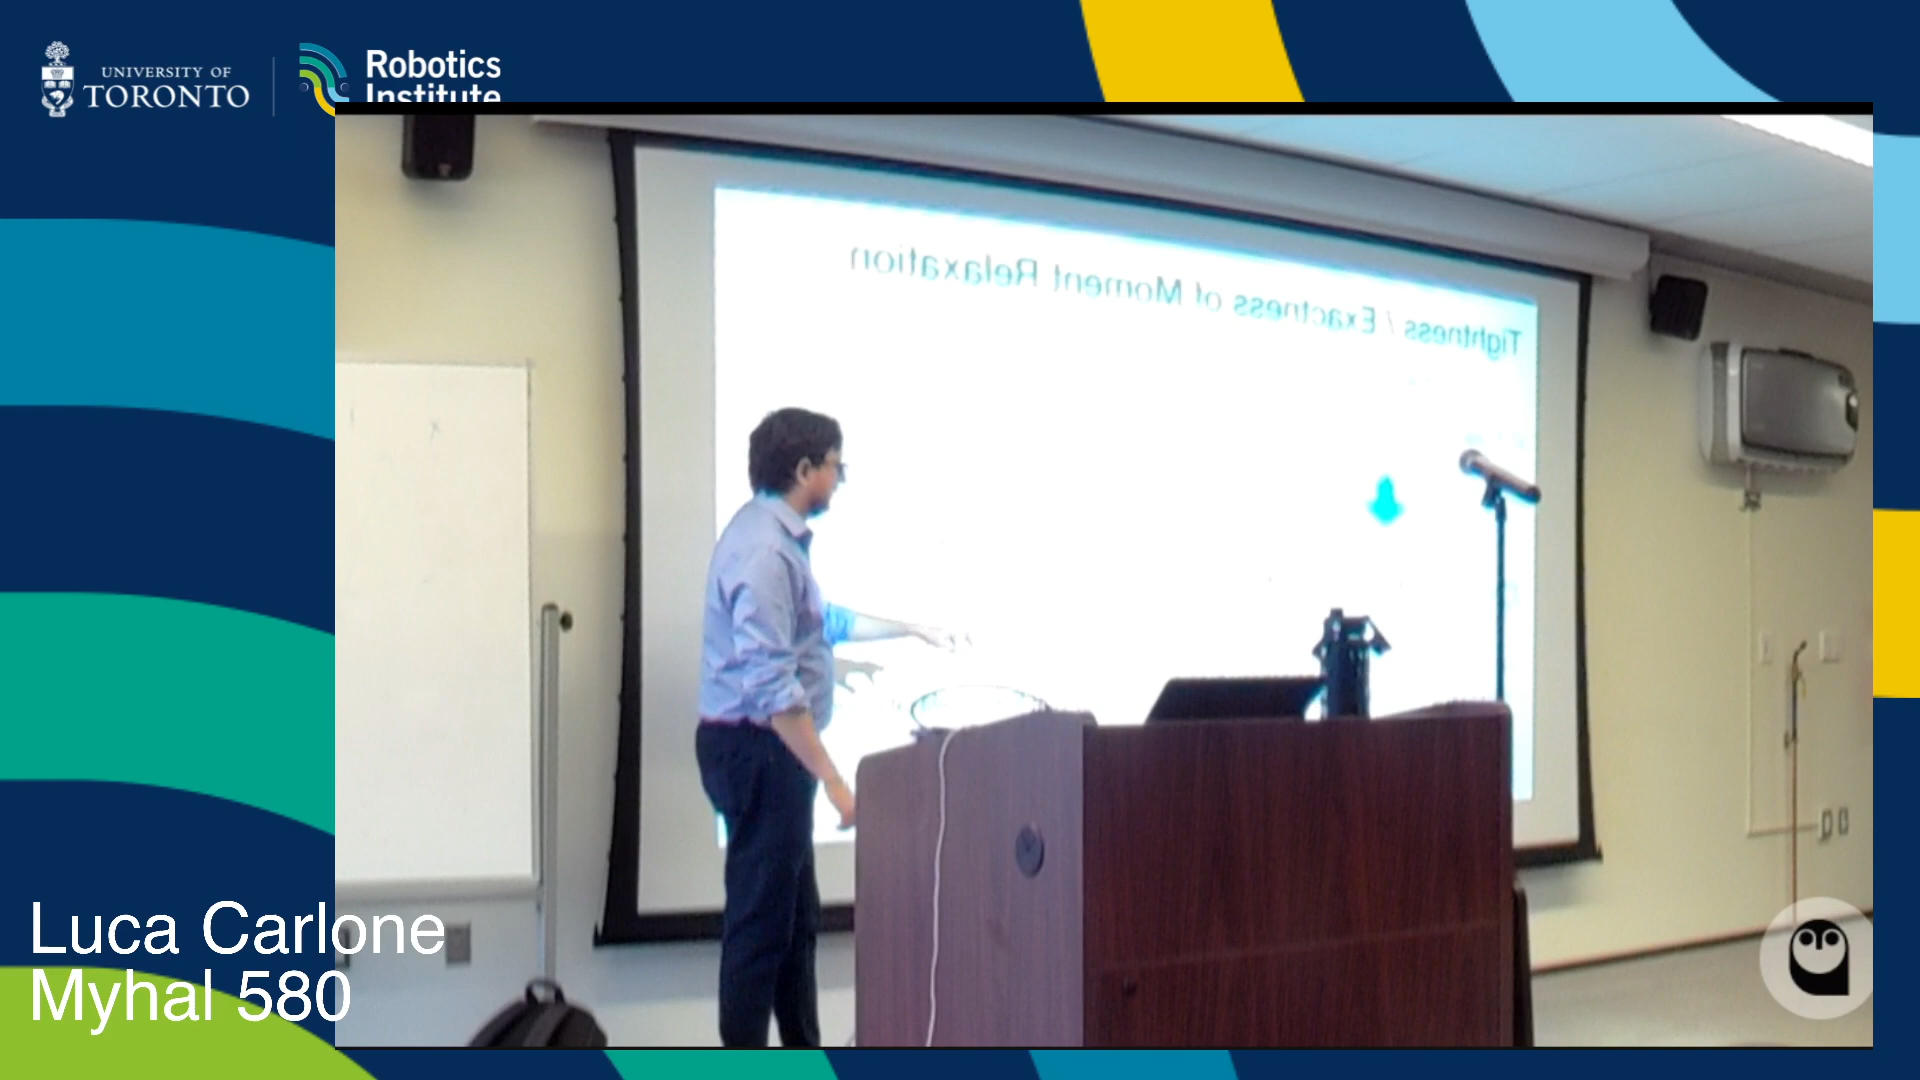 UNIVERSITY OF
TORONTO
Robotics
Institute
Tightness / Exactness of Moment Relaxation
Luca Carlone
Myhal 580